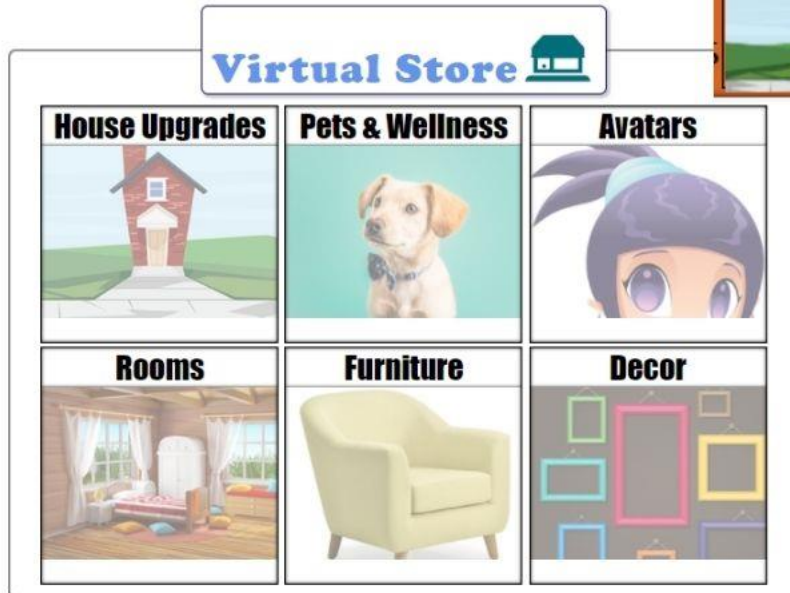 Virtual Store
House Upgrades
Pets & Wellness
Avatars
Rooms
Furniture
Decor